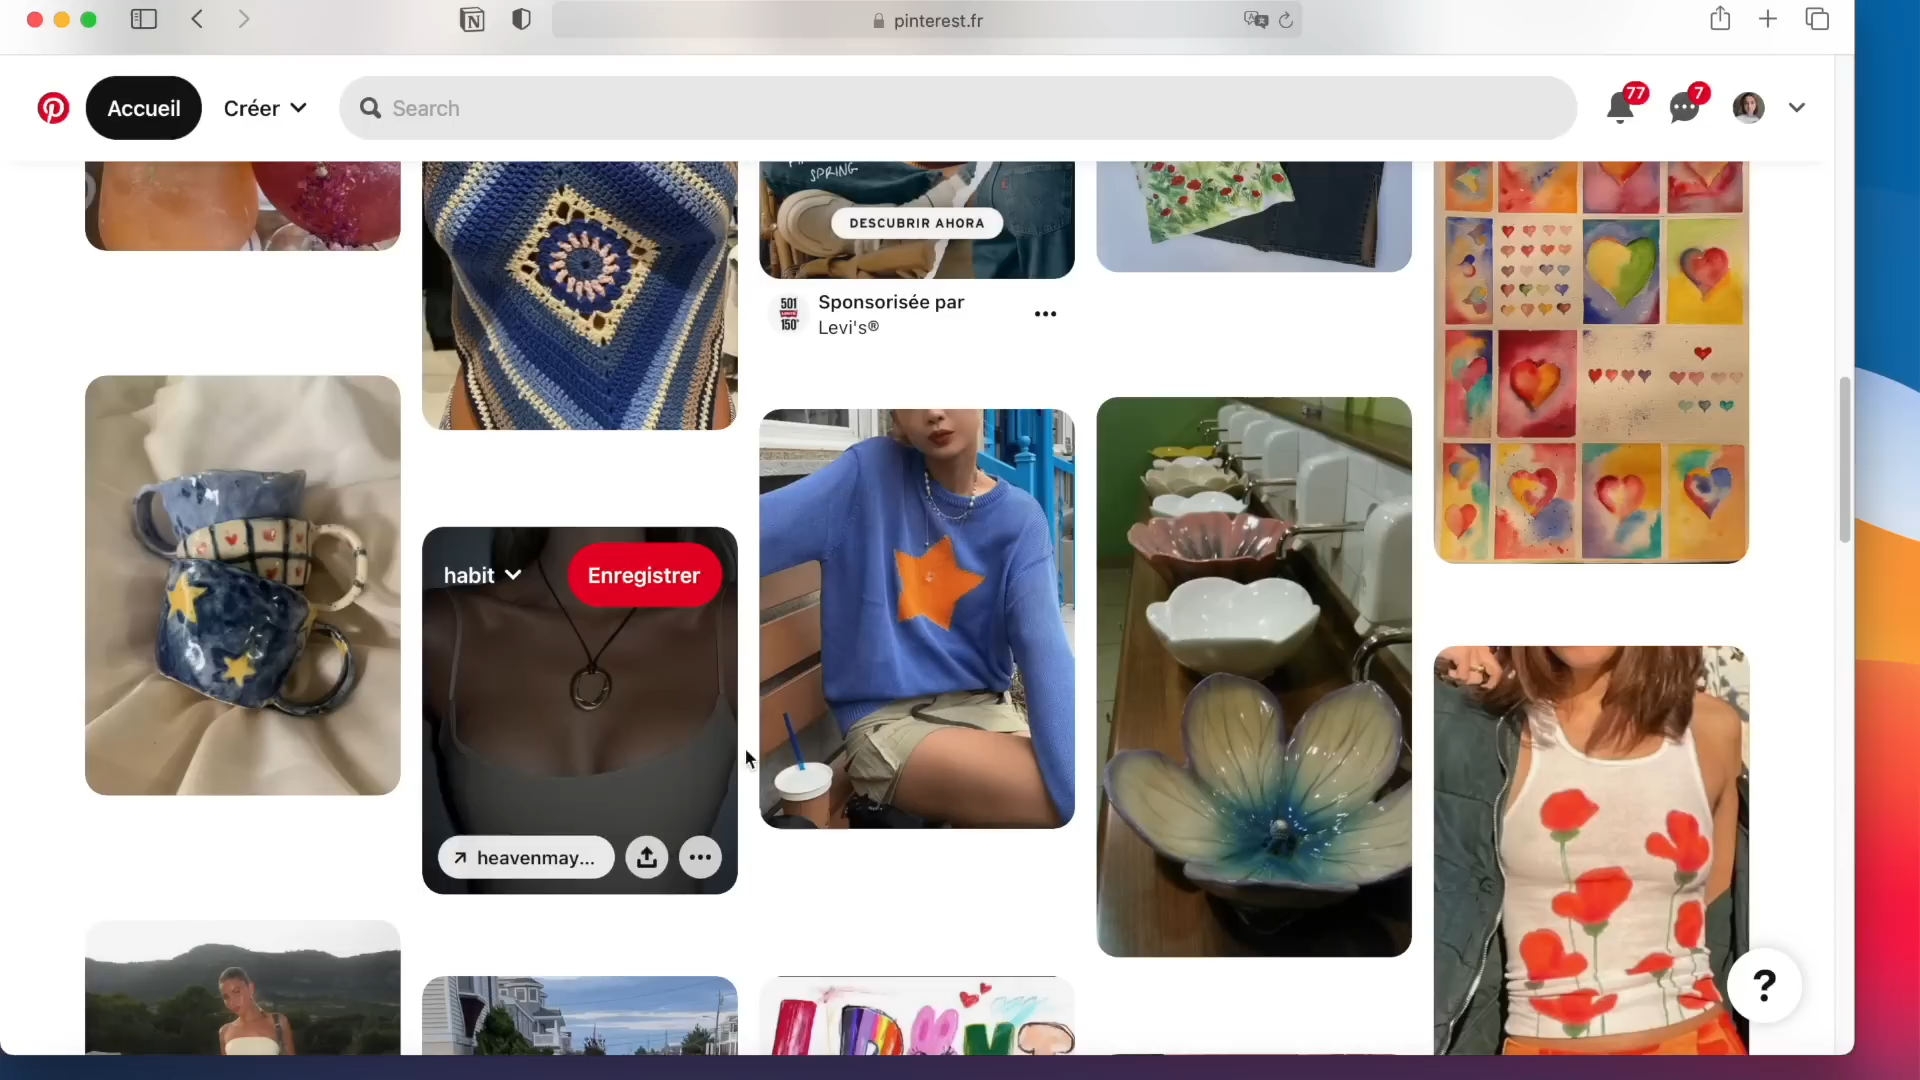 pinterest.fr
Accueil
Créer
Search
77
7
SPRING
DESCUBRIR AHORA
501
150°
Sponsorisée par
Levi's®
habit
Enregistrer
heavenmay...
?